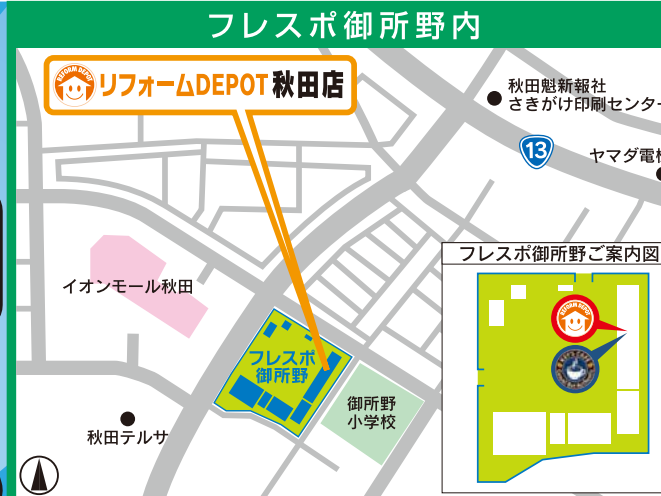 フレスポ御所野内
REFORM DEPOT
リフォームDEPOT 秋田店
秋田魁新報社
さきがけ印刷センター
13
ヤマダ電機
フレスポ御所野ご案内図
REFORM DEPOT
イオンモール秋田
フレスポ
御所野
御所野
小学校
秋田テルサ